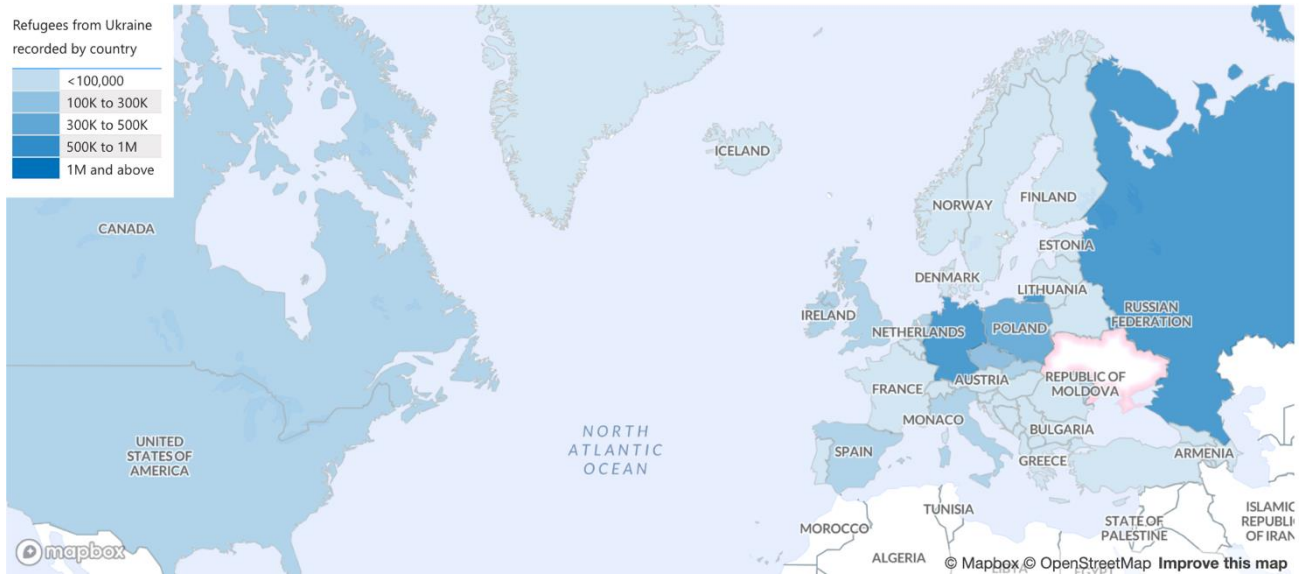 Refugees from Ukraine
recorded by country
<100,000
100K to 300K
300K to 500K
500K to 1M
1M and above
ICELAND
NORWAY
FINLAND
CANADA
ESTONIA
DENMARK
LITHUANIA
IRELAND
NETHERLANDS
POLAND
RUSSIAN
FEDERATION
FRANCE
AUSTRIA
REPUBLIC OF
MOLDOVA
MONACO
BULGARIA
UNITED
STATES OF
AMERICA
NORTH
ATLANTIC
OCEAN
SPAIN
GREECE
ARMENIA
TUNISIA
MOROCCO
STATE OF
PALESTINE
ISLAMIC
REPUBLI
OF IRAN
ALGERIA
mapbox
© Mapbox © OpenStreetMap Improve this map